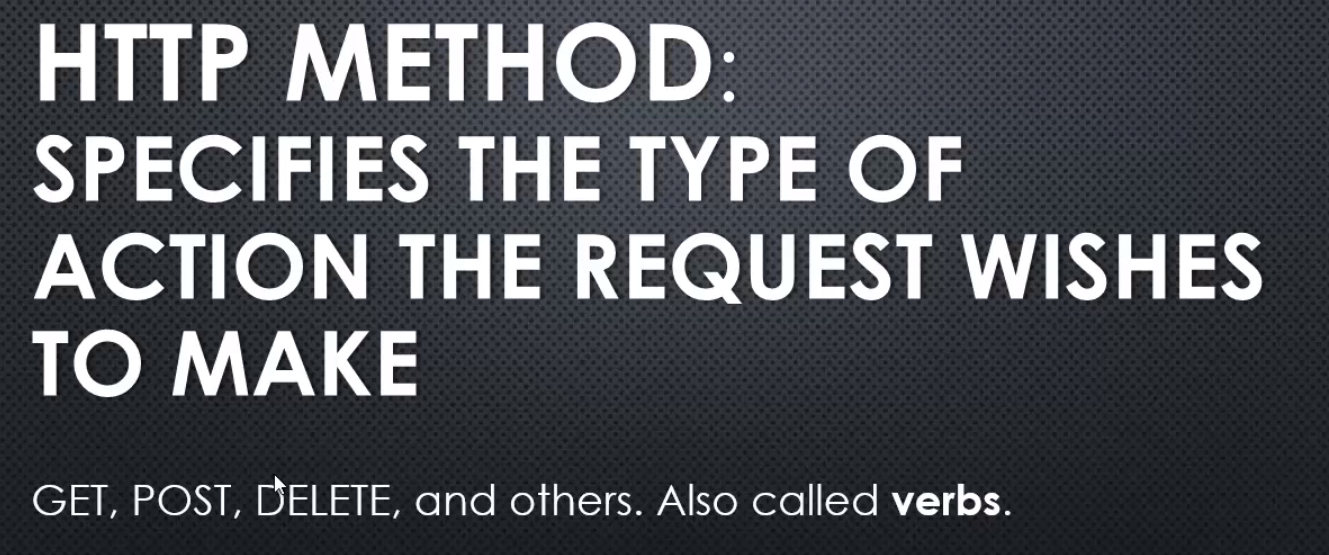 HTTP METHOD:
SPECIFIES THE TYPE OF
ACTION THE REQUEST WISHES
TO MAKE
GET, POST, DELETE, and others. Also called verbs.